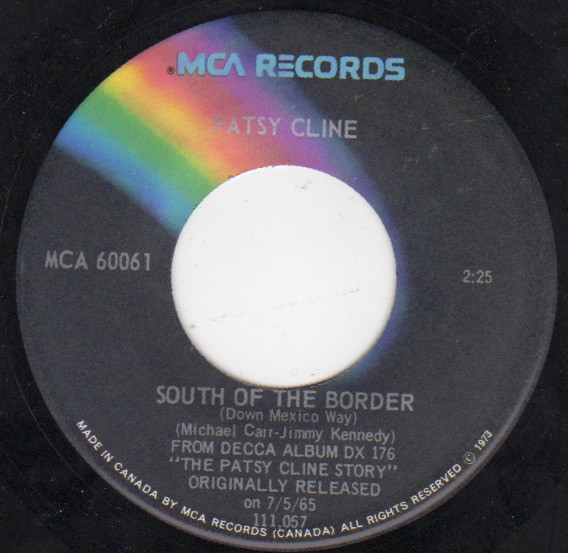 ®MCA RECORDS
PATSY CLINE
MCA 60061
2:25
SOUTH OF THE BORDER
(Down Mexico Way)
(Michael Carr-Jimmy Kennedy)
FROM DECCA ALBUM DX 176
"THE PATSY CLINE STORY"
ORIGINALLY RELEASED
on 7/5/65
111,057
MADE IN CANADA BY MCA RECORDS (CANADA) ALL RIGHTS RESERVED © 1973